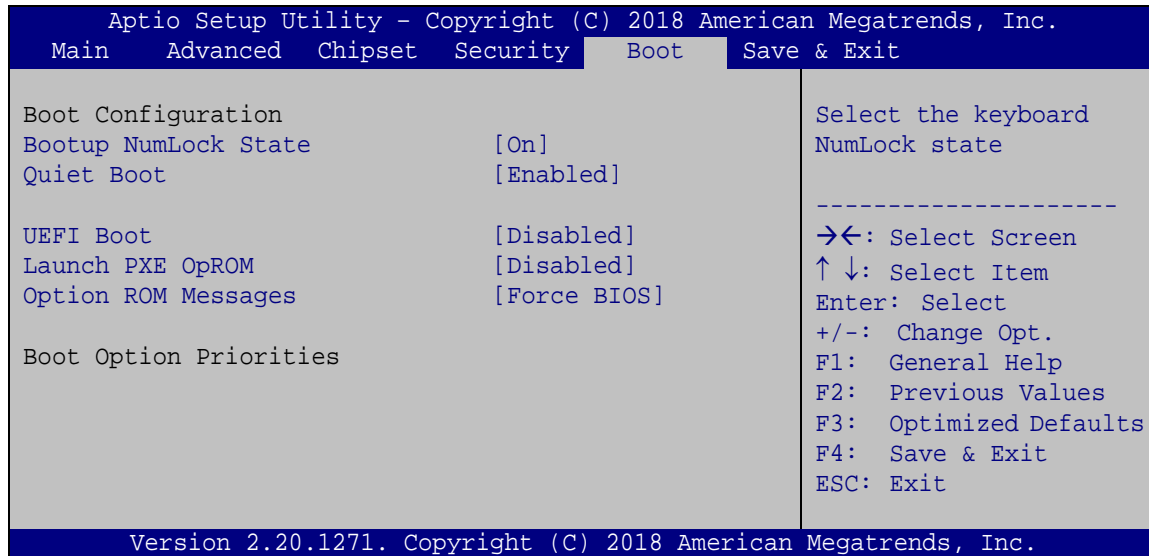 Aptio Setup Utility – Copyright (C) 2018 American Megatrends, Inc.
Main Advanced Chipset Security Boot Save & Exit
Boot Configuration
Bootup NumLock State [On]
Quiet Boot [Enabled]
UEFI Boot [Disabled]
Launch PXE OpROM [Disabled]
Option ROM Messages [Force BIOS]
Boot Option Priorities
Select the keyboard
NumLock state
---------------------
→←: Select Screen
↑ ↓: Select Item
Enter: Select
+/-: Change Opt.
F1: General Help
F2: Previous Values
F3: Optimized Defaults
F4: Save & Exit
ESC: Exit
Version 2.20.1271. Copyright (C) 2018 American Megatrends, Inc.